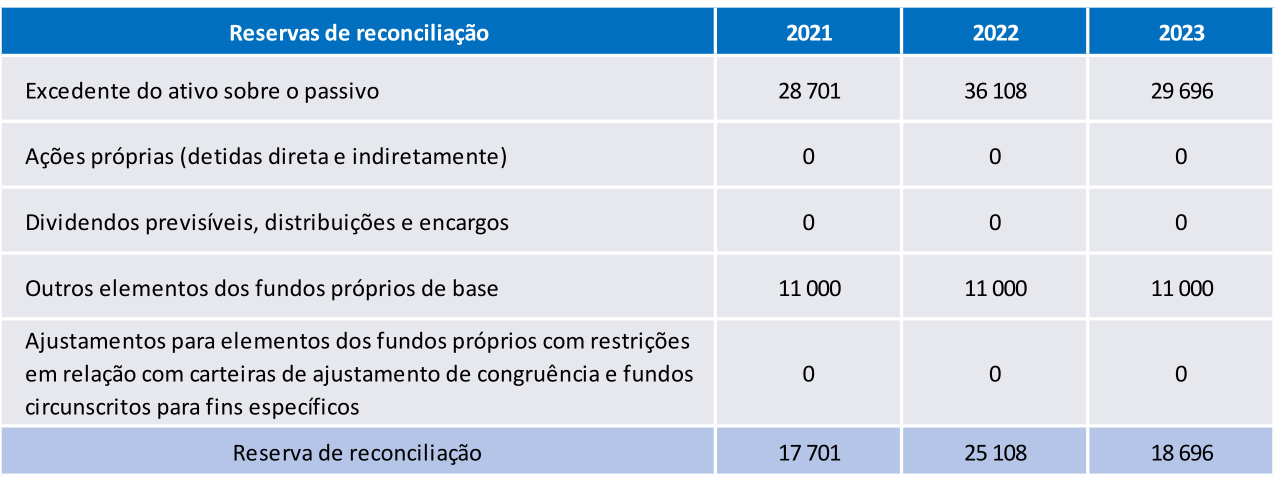 Reservas de reconciliação 2021 2022 2023
Excedente do ativo sobre o passivo 28 701 36 108 29 696
Ações próprias (detidas direta e indiretamente) 0 0 0
Dividendos previsíveis, distribuições e encargos 0 0 0
Outros elementos dos fundos próprios de base 11 000 11 000 11 000
Ajustamentos para elementos dos fundos próprios com restrições
em relação com carteiras de ajustamento de congruência e fundos 0 0 0
circunscritos para fins específicos
Reserva de reconciliação 17 701 25 108 18 696